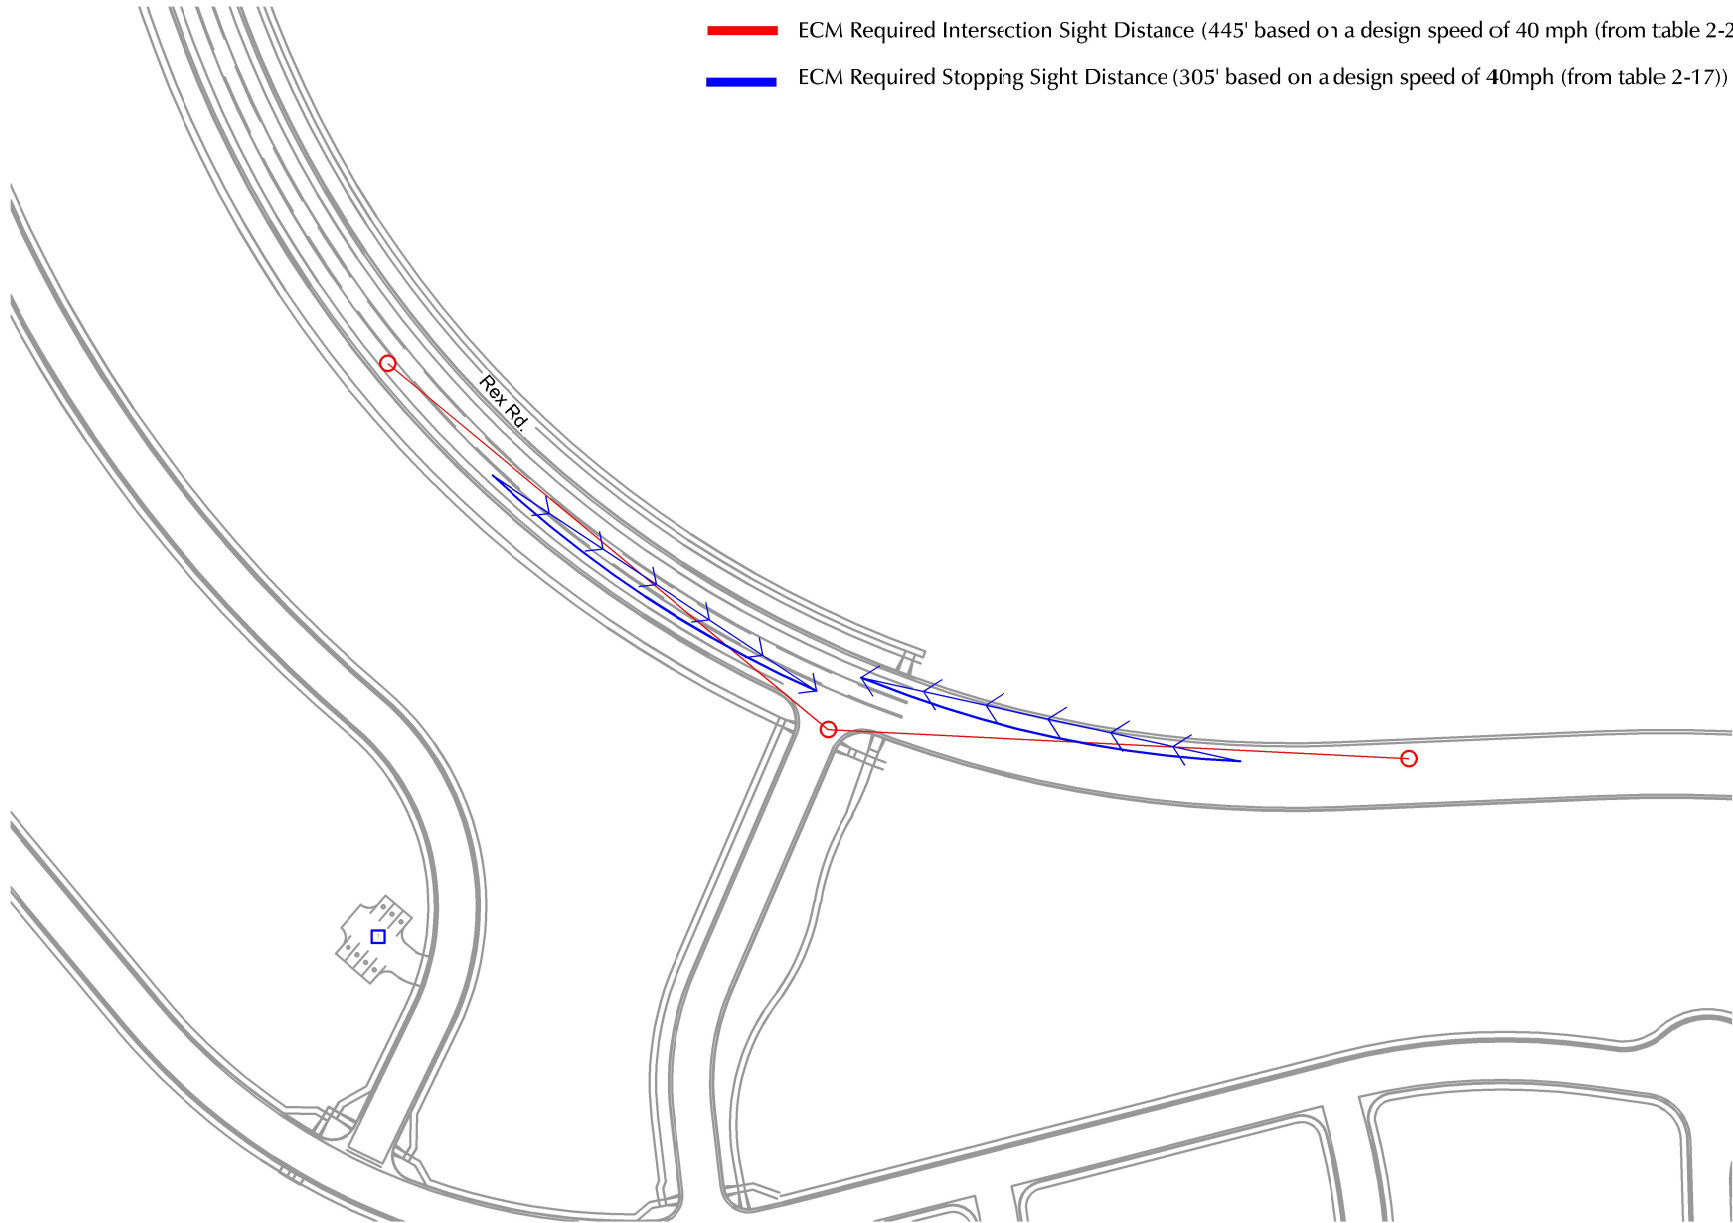 ECM Required Intersection Sight Distance (445' based on a design speed of 40 mph (from table 2-2
ECM Required Stopping Sight Distance (305' based on a design speed of 40mph (from table 2-17))
Rex Rd.